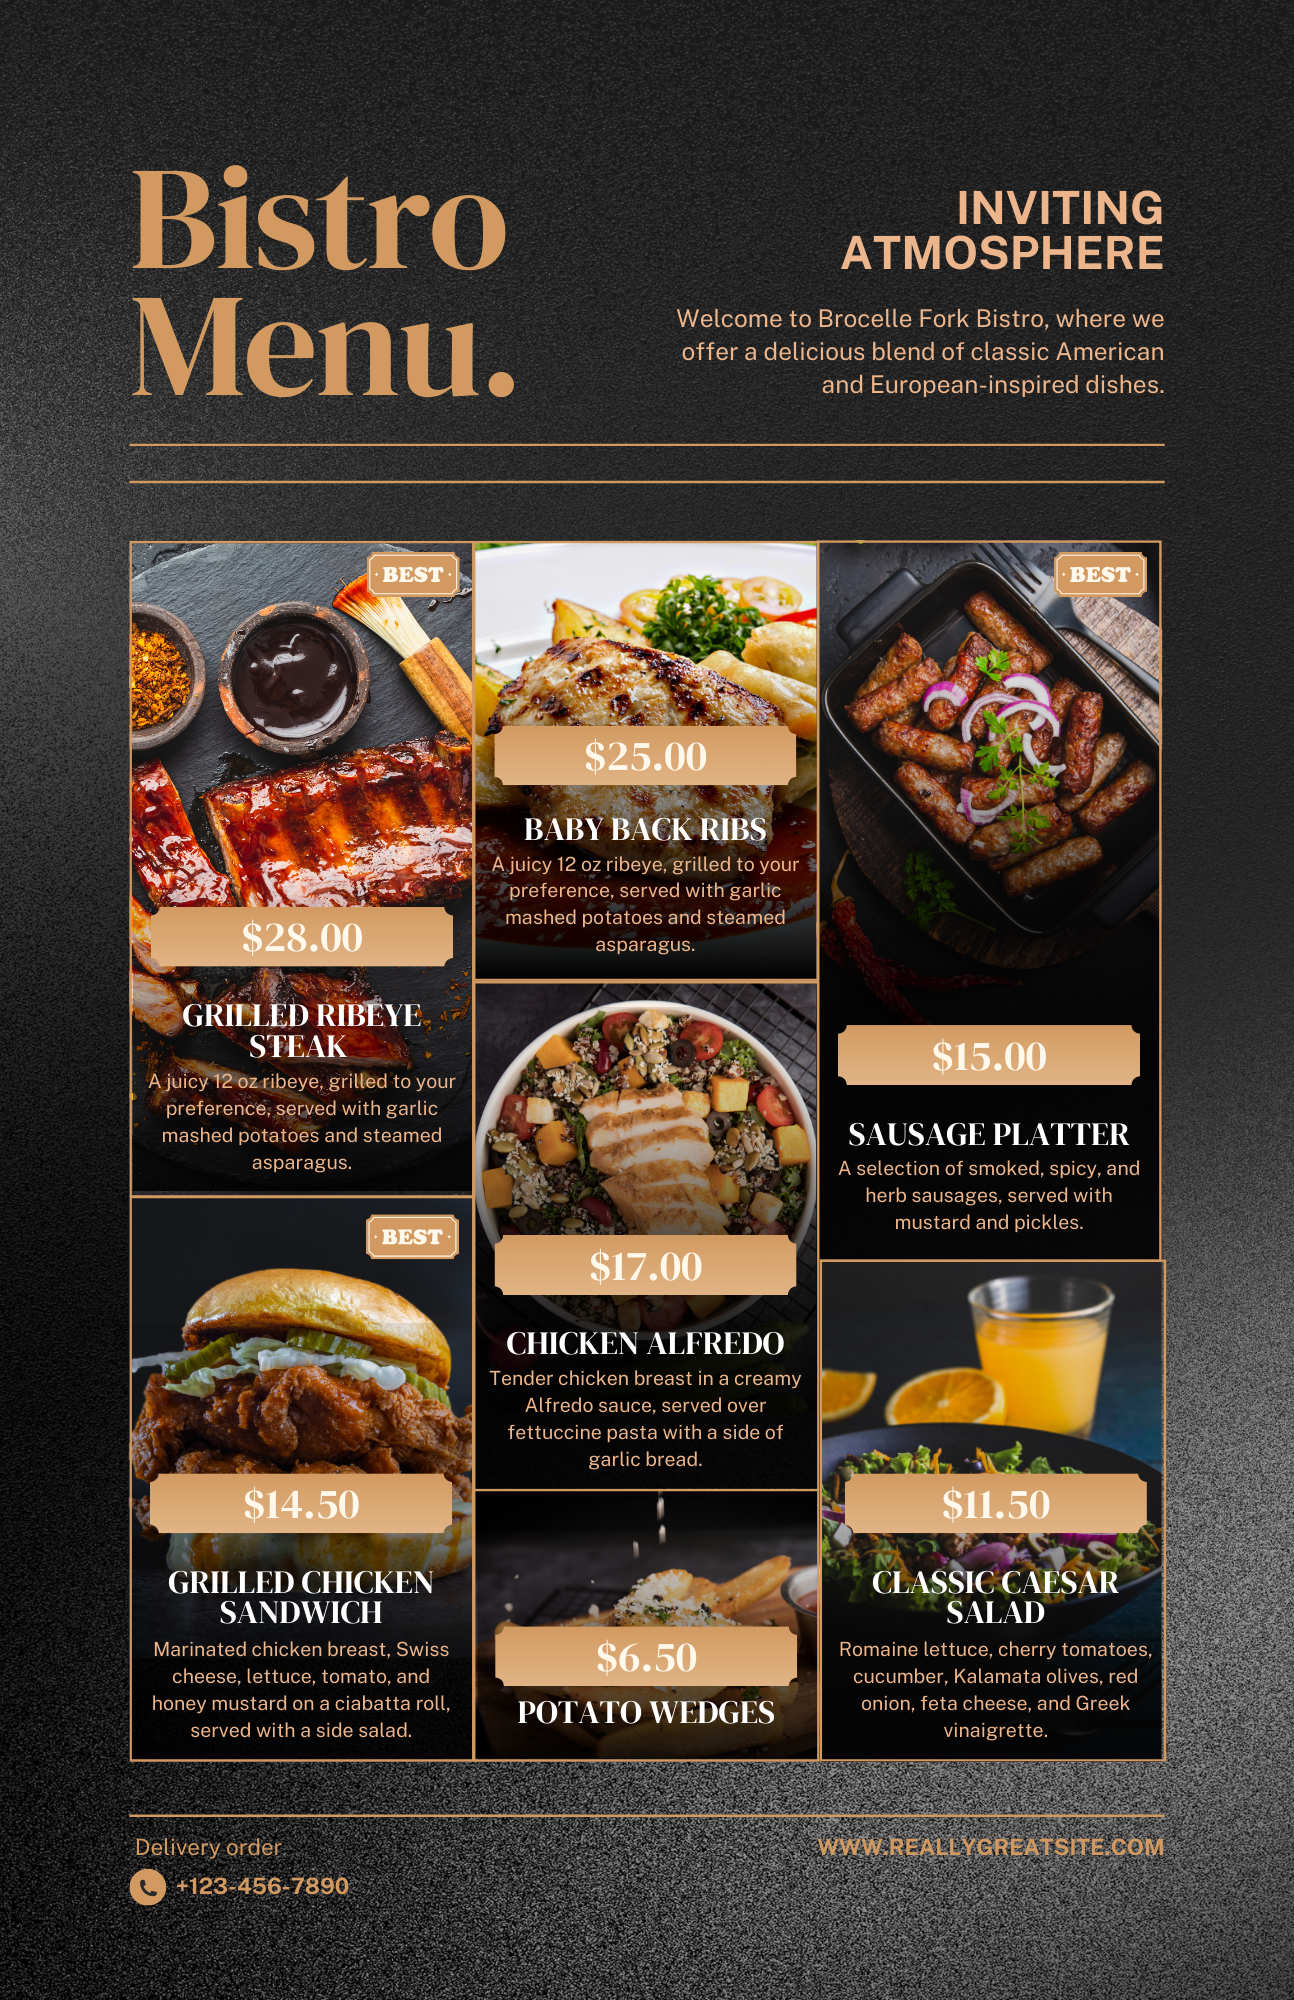 Bistro
Menu.
INVITING
ATMOSPHERE
Welcome to Brocelle Fork Bistro, where we
offer a delicious blend of classic American
and European-inspired dishes.
BEST
$28.00
GRILLED RIBEYE
STEAK
A juicy 12 oz ribeye, grilled to your
preference, served with garlic
mashed potatoes and steamed
asparagus.
BEST
$14.50
GRILLED CHICKEN
SANDWICH
Marinated chicken breast, Swiss
cheese, lettuce, tomato, and
honey mustard on a ciabatta roll,
served with a side salad.
$25.00
BABY BACK RIBS
A juicy 12 oz ribeye, grilled to your
preference, served with garlic
mashed potatoes and steamed
asparagus.
$17.00
CHICKEN ALFREDO
Tender chicken breast in a creamy
Alfredo sauce, served over
fettuccine pasta with a side of
garlic bread.
$6.50
POTATO WEDGES
BEST
$15.00
SAUSAGE PLATTER
A selection of smoked, spicy, and
herb sausages, served with
mustard and pickles.
$11.50
CLASSIC CAESAR
SALAD
Romaine lettuce, cherry tomatoes,
cucumber, Kalamata olives, red
onion, feta cheese, and Greek
vinaigrette.
Delivery order
+123-456-7890
WWW.REALLYGREATSITE.COM